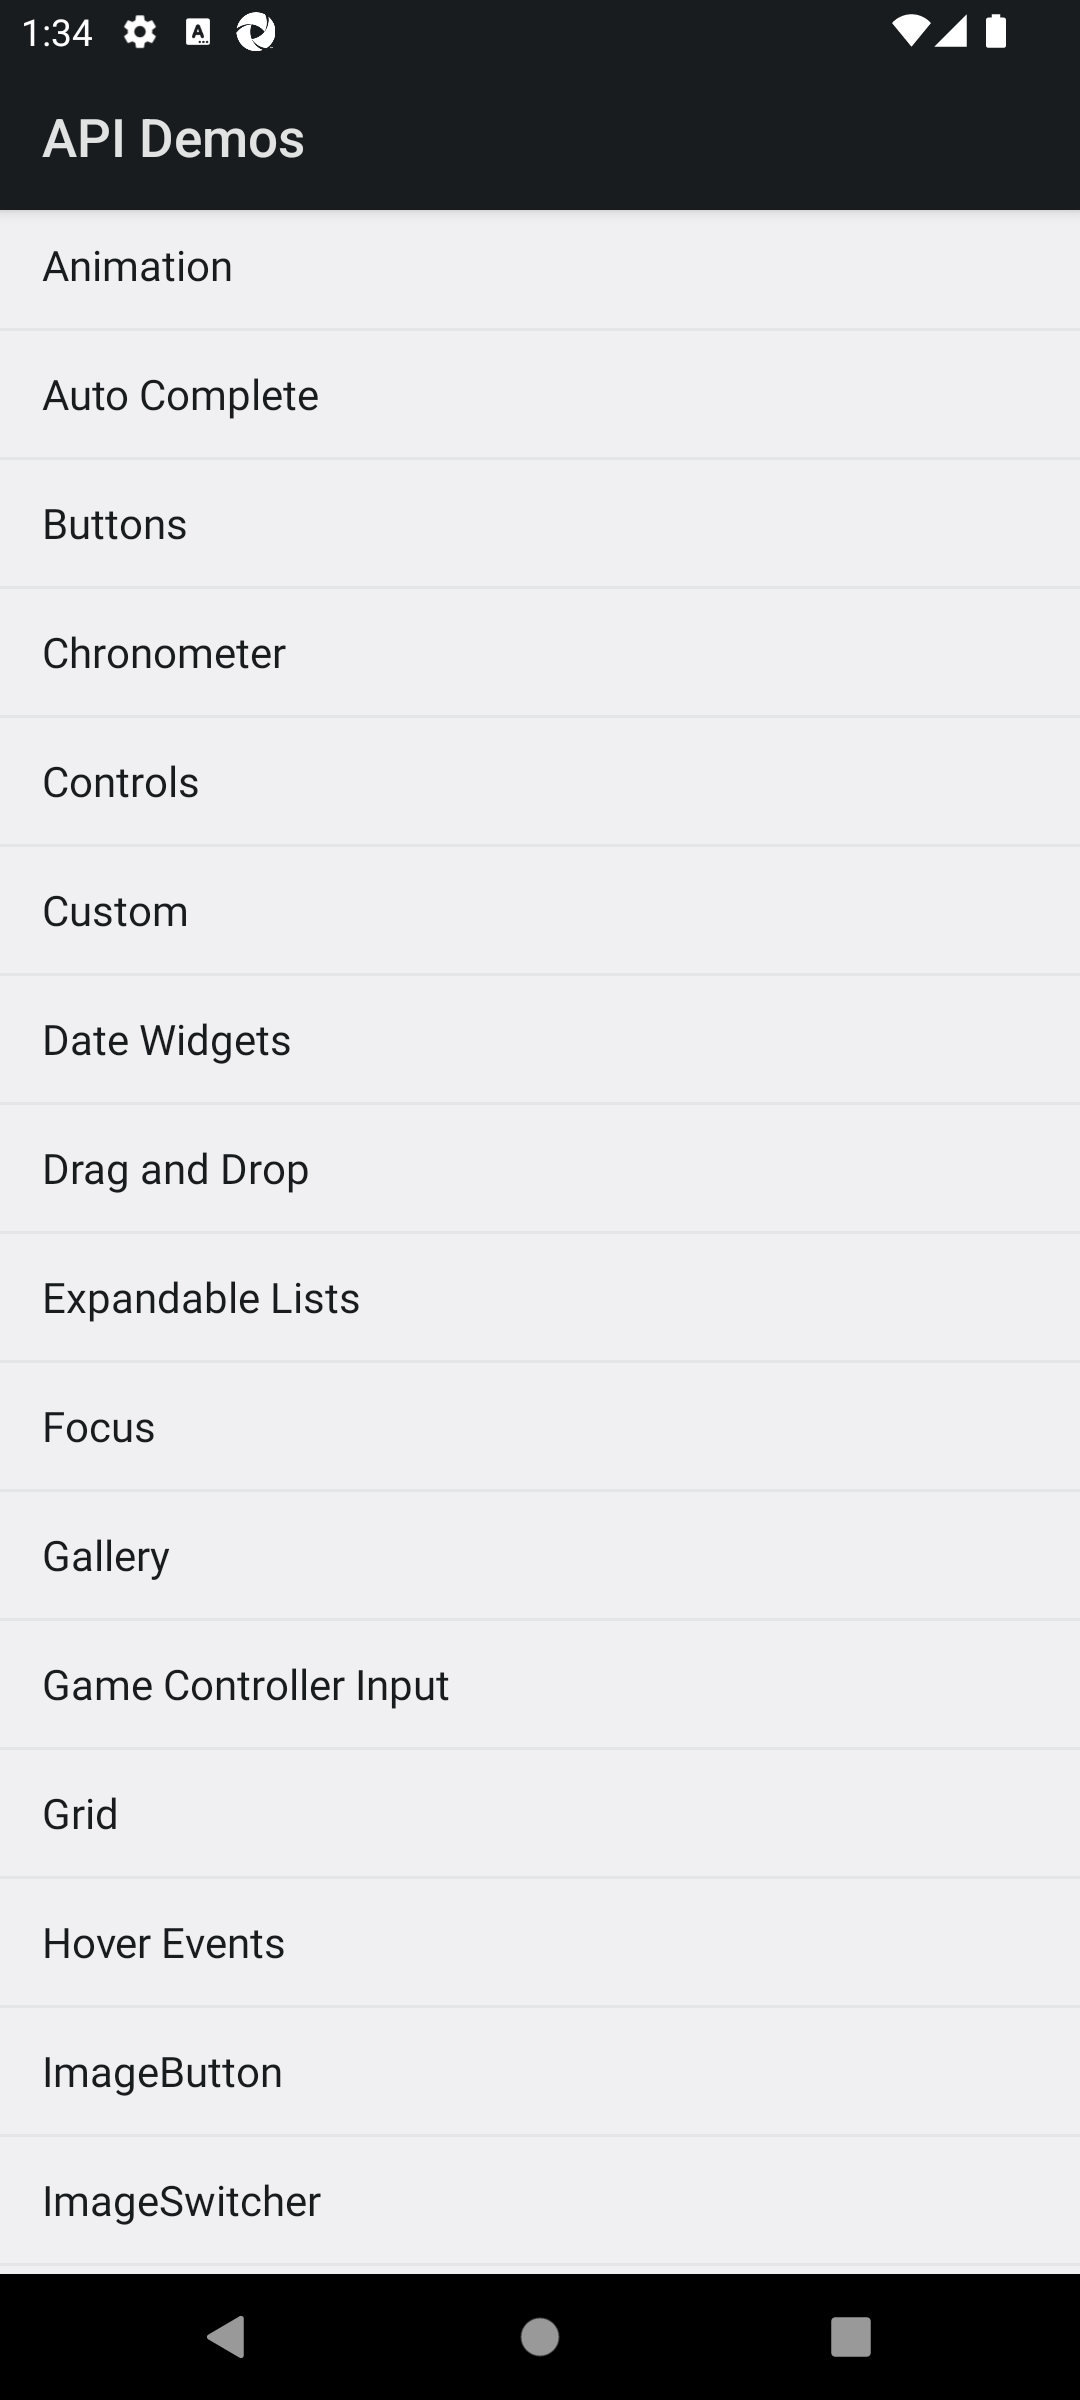 1:34
API Demos
Animation
Auto Complete
Buttons
Chronometer
Controls
Custom
Date Widgets
Drag and Drop
Expandable Lists
Focus
Gallery
Game Controller Input
Grid
Hover Events
ImageButton
ImageSwitcher